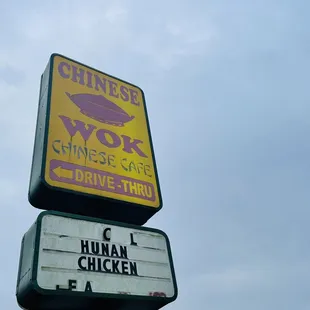 CHINESE
WOK
CHINESE CAFE
DRIVE-THRU
C L
HUNAN
CHICKEN
E A